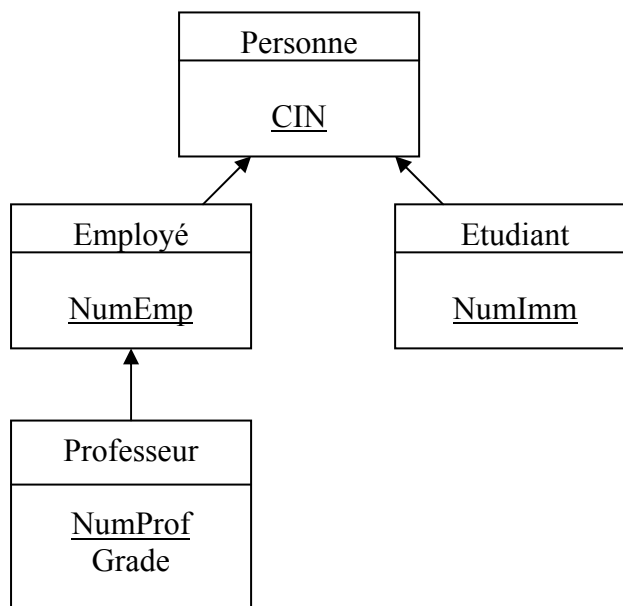 Personne
CIN
Employé
NumEmp
Etudiant
NumImm
Professeur
NumProf
Grade